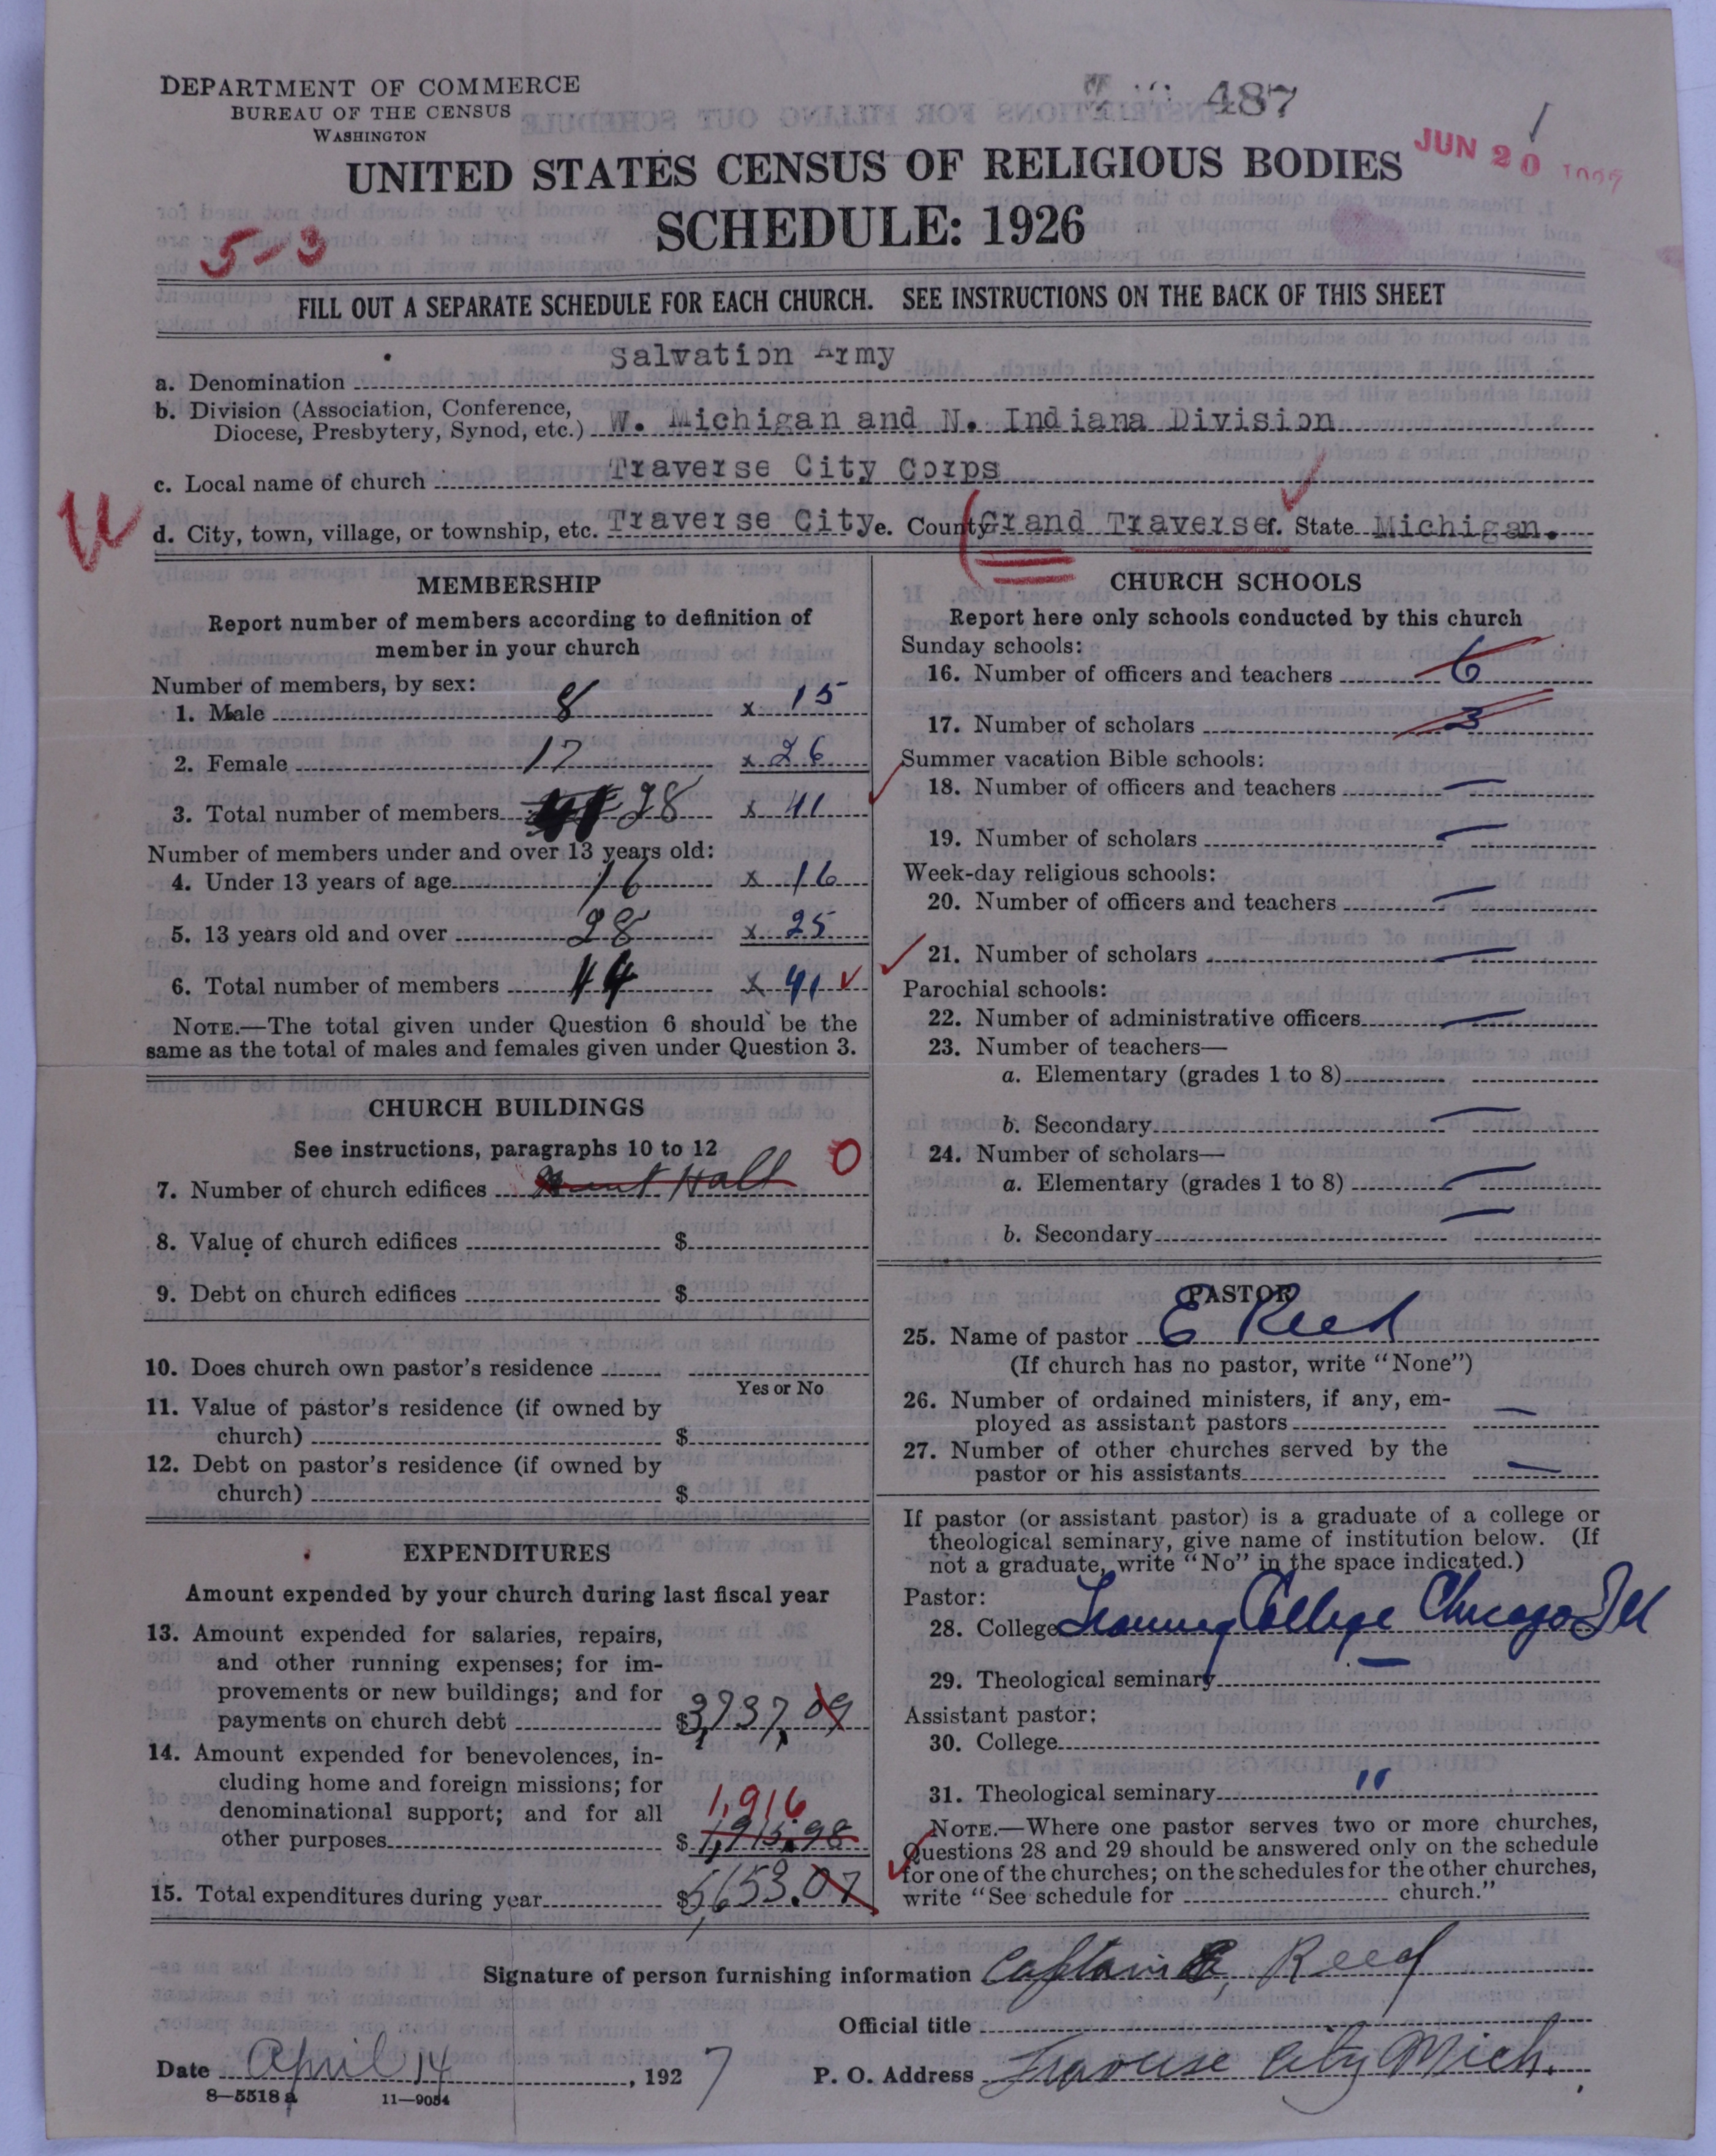 DEPARTMENT OF COMMERCE
BUREAU OF THE CENSUS
WASHINGTON
487
JUN 20
UNITED STATES CENSUS OF RELIGIOUS BODIES
SCHEDULE: 1926
5-3
FILL OUT A SEPARATE SCHEDULE FOR EACH CHURCH. SEE INSTRUCTIONS ON THE BACK OF THIS SHEET
a. Denomination Salvation Army
b. Division (Association, Conference,
Diocese, Presbytery, Synod, etc.) W. Michigan and N. Indiana Division
c. Local name of church Traverse City Corps
d. City, town, village, or township, etc. Traverse City e. County Grand Traverse f. State Michigan.
MEMBERSHIP
Report number of members according to definition of
member in your church
Number of members, by sex:
1. Male 8 x 15
2. Female 17 x 26
3. Total number of members 28 x 41
Number of members under and over 13 years old:
4. Under 13 years of age 16 x 16
5. 13 years old and over 28 x 25
6. Total number of members 44 x 41
NOTE.—The total given under Question 6 should be the
same as the total of males and females given under Question 3.
CHURCH BUILDINGS
See instructions, paragraphs 10 to 12
7. Number of church edifices Hall 0
8. Value of church edifices $
9. Debt on church edifices $
10. Does church own pastor's residence
Yes or No
11. Value of pastor's residence (if owned by
church) $
12. Debt on pastor's residence (if owned by
church) $
EXPENDITURES
Amount expended by your church during last fiscal year
13. Amount expended for salaries, repairs,
and other running expenses; for im-
provements or new buildings; and for
payments on church debt $3,737.09
14. Amount expended for benevolences, in-
cluding home and foreign missions; for
denominational support; and for all 1,916
other purposes $1,915.98
15. Total expenditures during year $5,653.07
CHURCH SCHOOLS
Report here only schools conducted by this church
Sunday schools:
16. Number of officers and teachers 6
17. Number of scholars 3
Summer vacation Bible schools:
18. Number of officers and teachers —
19. Number of scholars —
Week-day religious schools:
20. Number of officers and teachers —
21. Number of scholars —
Parochial schools:
22. Number of administrative officers —
23. Number of teachers—
a. Elementary (grades 1 to 8)
b. Secondary —
24. Number of scholars—
a. Elementary (grades 1 to 8) —
b. Secondary —
PASTOR
25. Name of pastor E Reed
(If church has no pastor, write "None")
26. Number of ordained ministers, if any, em-
ployed as assistant pastors —
27. Number of other churches served by the
pastor or his assistants —
If pastor (or assistant pastor) is a graduate of a college or
theological seminary, give name of institution below. (If
not a graduate, write "No" in the space indicated.)
Pastor:
28. College College Chicago Ill
29. Theological seminary —
Assistant pastor:
30. College
31. Theological seminary "
NOTE.—Where one pastor serves two or more churches,
Questions 28 and 29 should be answered only on the schedule
for one of the churches; on the schedules for the other churches,
write "See schedule for church."
Signature of person furnishing information Captain E, Reed
Official title
Date April 14, 1927 P. O. Address Traverse City Mich.
8—5518a 11—9054